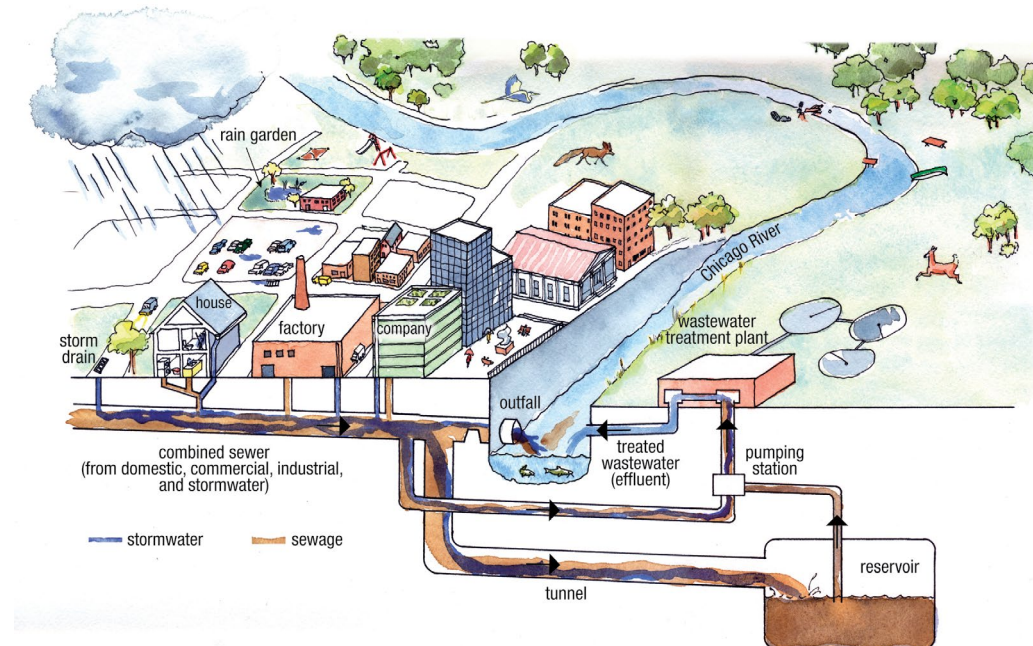 rain garden
Chicago River
house
storm
drain
factory
company
wastewater
treatment plant
outfall
combined sewer
(from domestic, commercial, industrial,
and stormwater)
treated
wastewater
(effluent)
pumping
station
stormwater
sewage
tunnel
reservoir